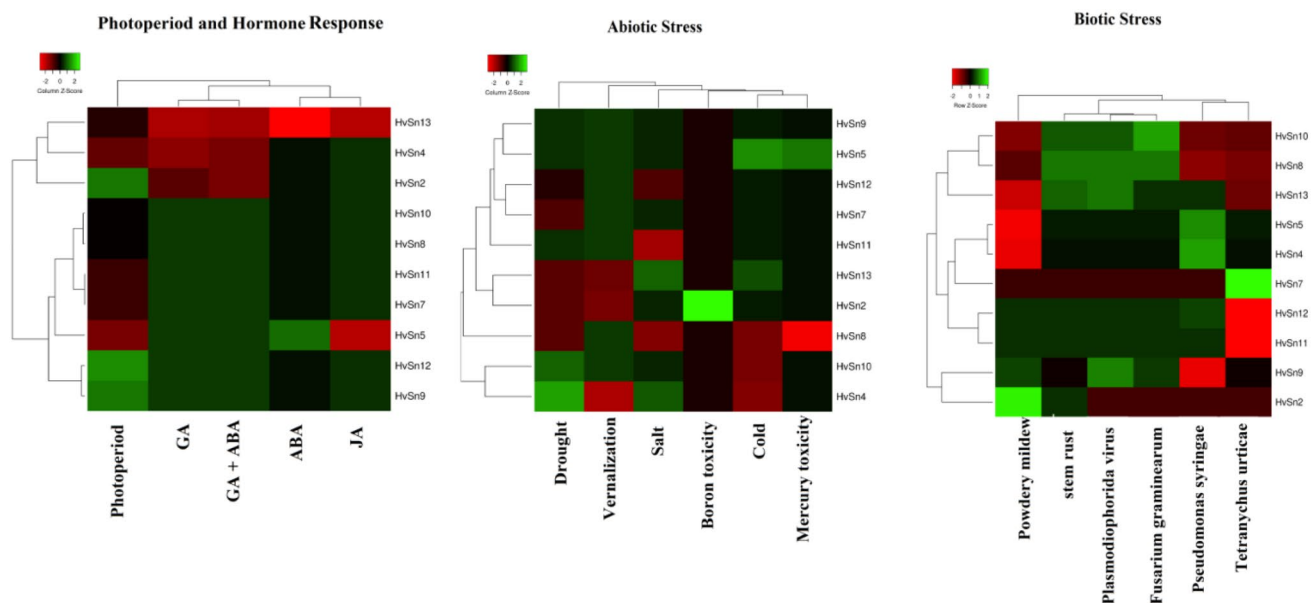 Photoperiod and Hormone Response
-2 0 2
Column Z-Score
HvSn13
HvSn4
HvSn2
HvSn10
HvSn8
HvSn11
HvSn7
HvSn5
HvSn12
HvSn9
Photoperiod
GA
GA + ABA
ABA
JA
Abiotic Stress
-2 0 2
Column Z-Score
HvSn9
HvSn5
HvSn12
HvSn7
HvSn11
HvSn13
HvSn2
HvSn8
HvSn10
HvSn4
Drought
Vernalization
Salt
Boron toxicity
Cold
Mercury toxicity
Biotic Stress
-2 0 1 2
Row Z-Score
HvSn10
HvSn8
HvSn13
HvSn5
HvSn4
HvSn7
HvSn12
HvSn11
HvSn9
HvSn2
Powdery mildew
stem rust
Plasmodiophorida virus
Fusarium graminearum
Pseudomonas syringae
Tetranychus urticae